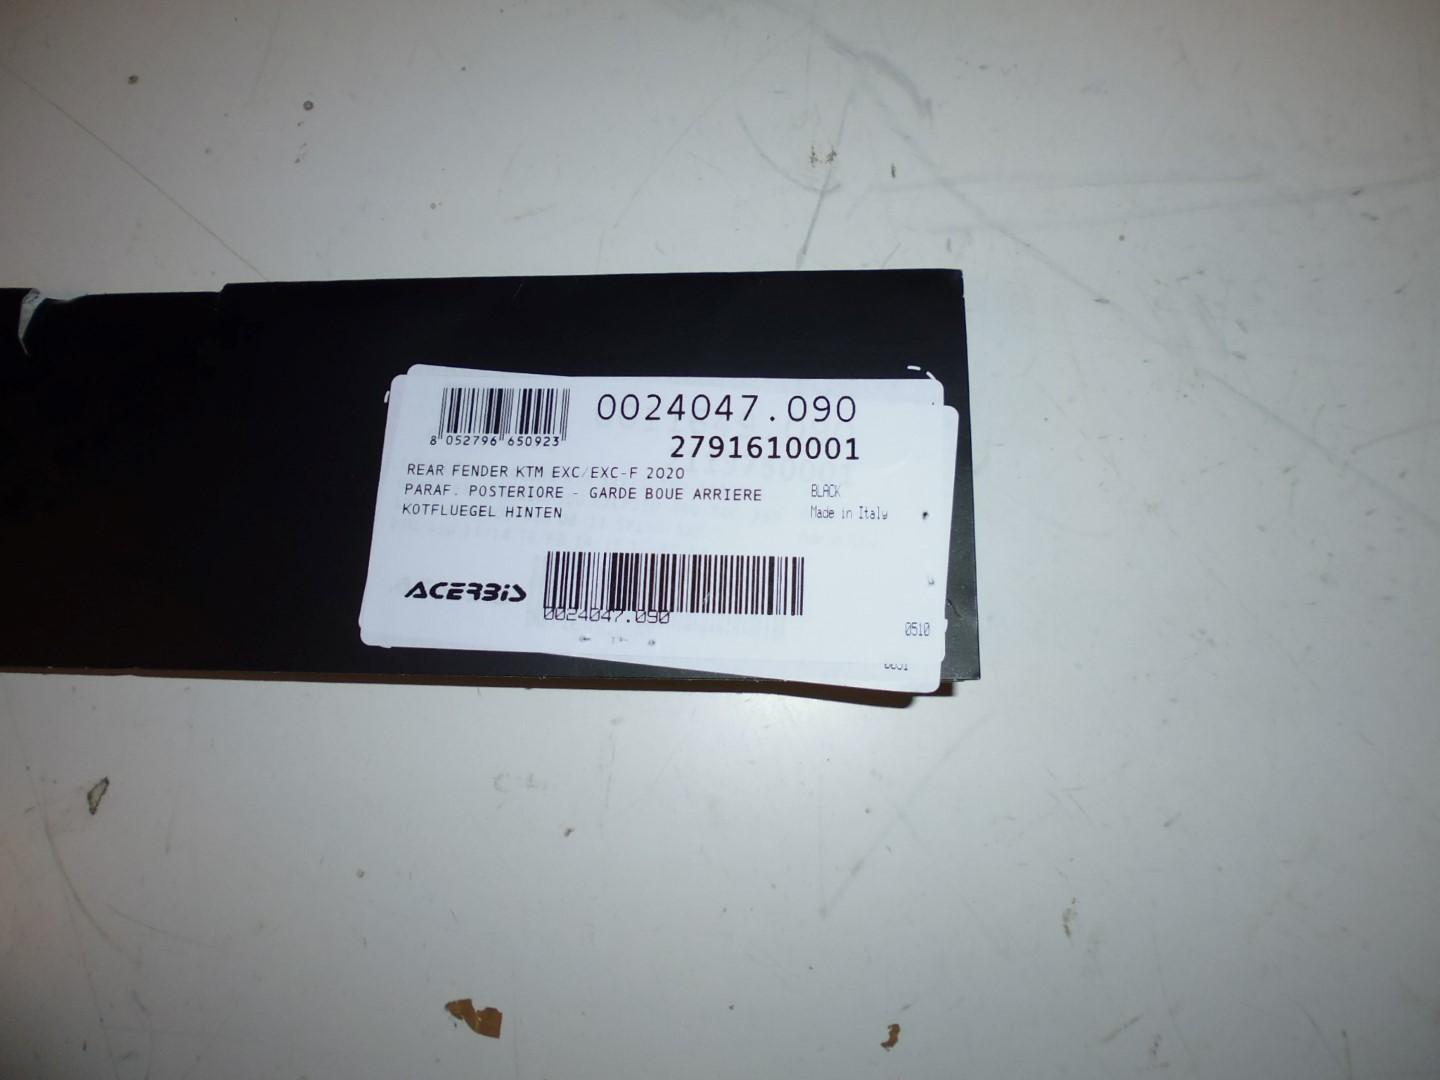 0024047.090
8 052796 650923
2791610001
REAR FENDER KTM EXC/EXC-F 2020
PARAF. POSTERIORE - GARDE BOUE ARRIERE
BLACK
KOTFLUEGEL HINTEN
Made in Italy
ACERBIS
0024047.090
0510